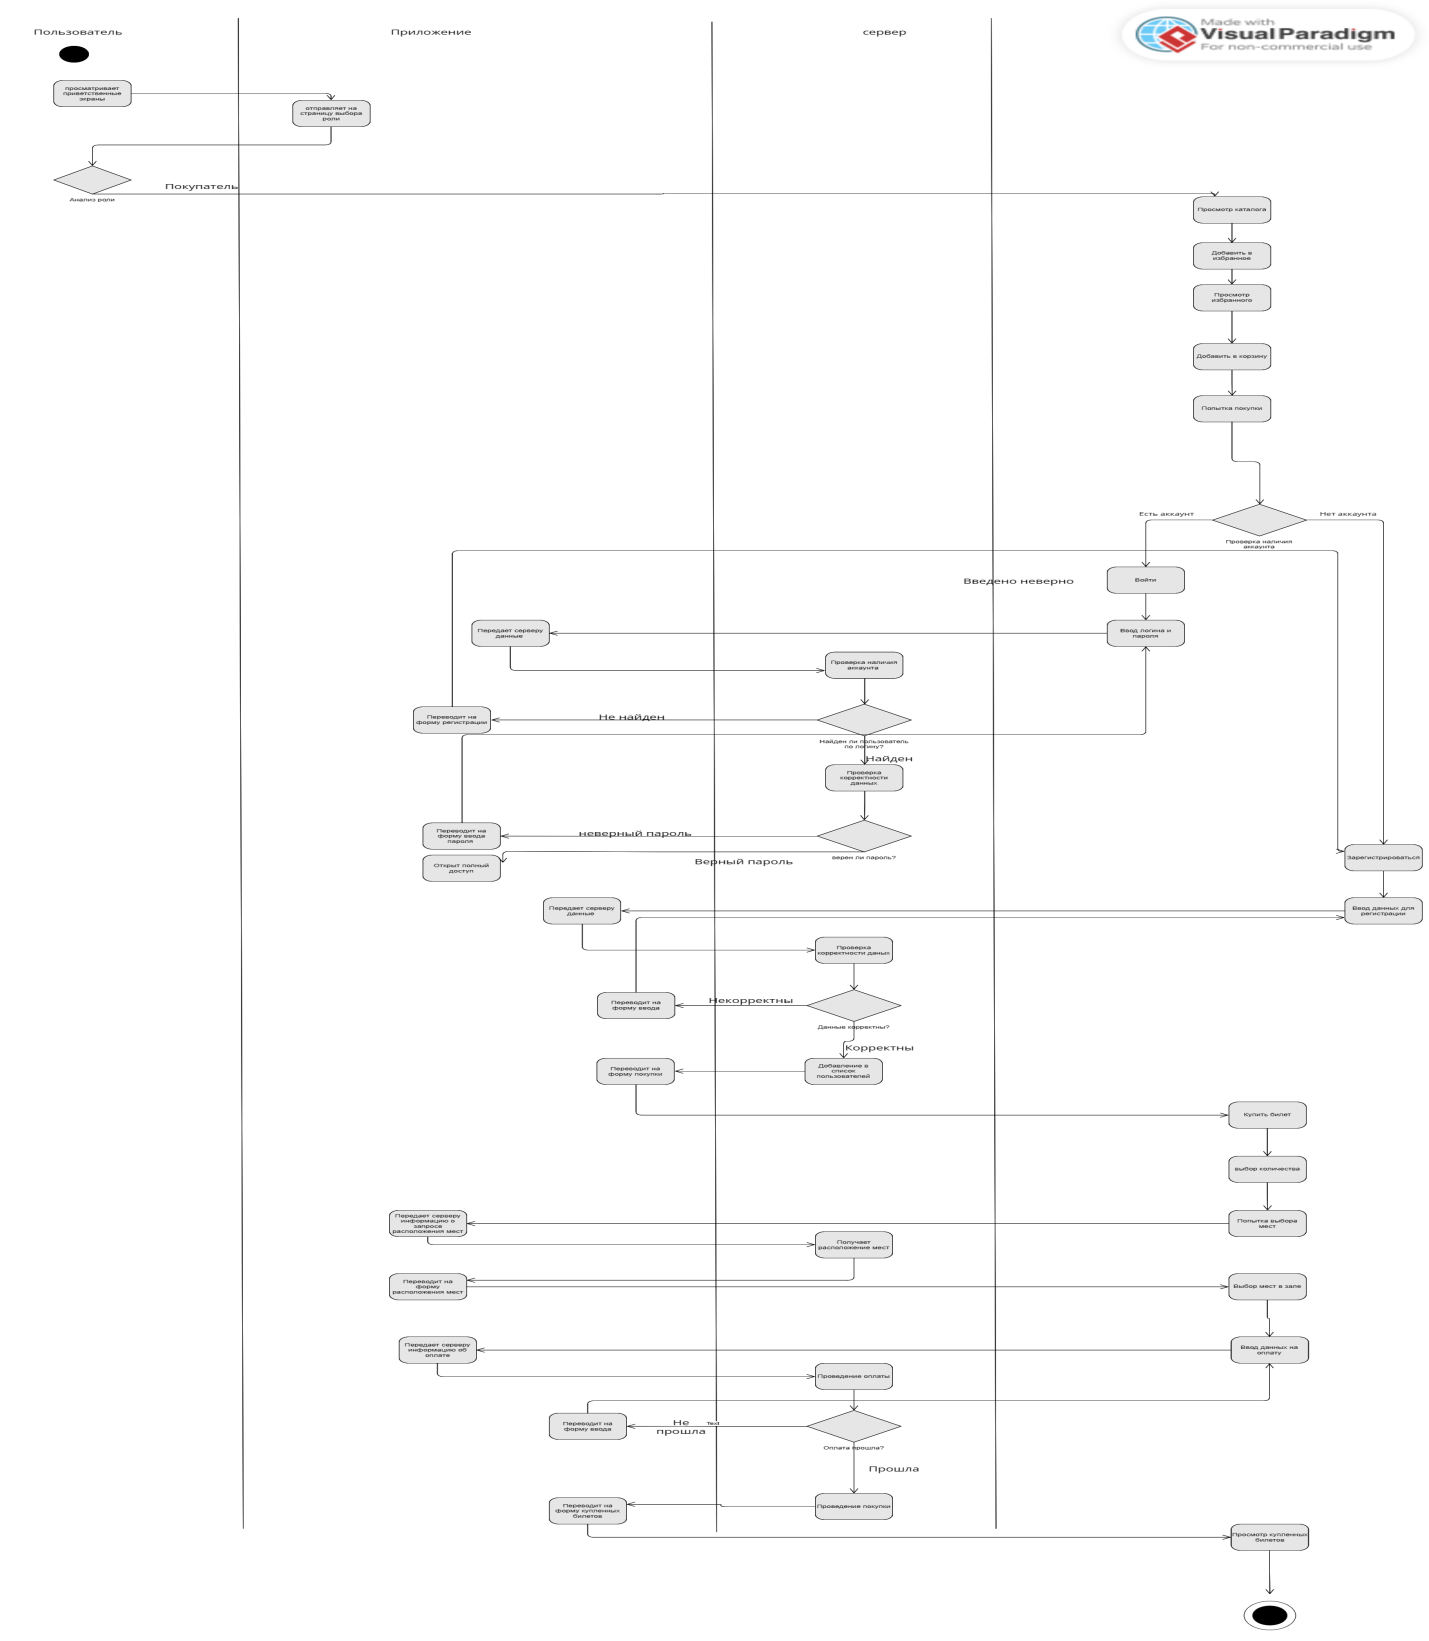 Made with
VisualParadigm
For non-commercial use
Пользователь
Приложение
сервер
просматривает
приветственные
экраны
отправляет на
страницу выбора
роли
Анализ роли
Покупатель
Просмотр каталога
Добавить в
избранное
Просмотр
избранного
Добавить в корзину
Попытка покупки
Есть аккаунт
Нет аккаунта
Проверка наличия
аккаунта
Введено неверно
Войти
Передает серверу
данные
Ввод логина и
пароля
Проверка наличия
аккаунта
Переводит на
форму регистрации
Не найден
Найден ли пользователь
по логину?
Найден
Проверка
корректности
данных.
Переводит на
форму ввода
пароля
неверный пароль
верен ли пароль?
Верный пароль
Открыт полный
доступ
Зарегистрироваться
Передает серверу
данные
Ввод данных для
регистрации
Проверка
корректности даных
Переводит на
форму ввода
Некорректны
Данные корректны?
Корректны
Переводит на
форму покупки
Добавление в
список
пользователей
Купить билет
выбор количества
Передает серверу
информацию о
запросе
расположения мест
Попытка выбора
мест
Получает
расположение мест
Переводит на
форму
расположения мест
Выбор мест в зале
Передает серверу
информацию об
оплате
Ввод данных на
оплату
Проведение оплаты
Переводит на
форму ввода
Не
прошла
Text
Оплата прошла?
Прошла
Переводит на
форму купленных
билетов
Проведение покупки
Просмотр купленных
билетов